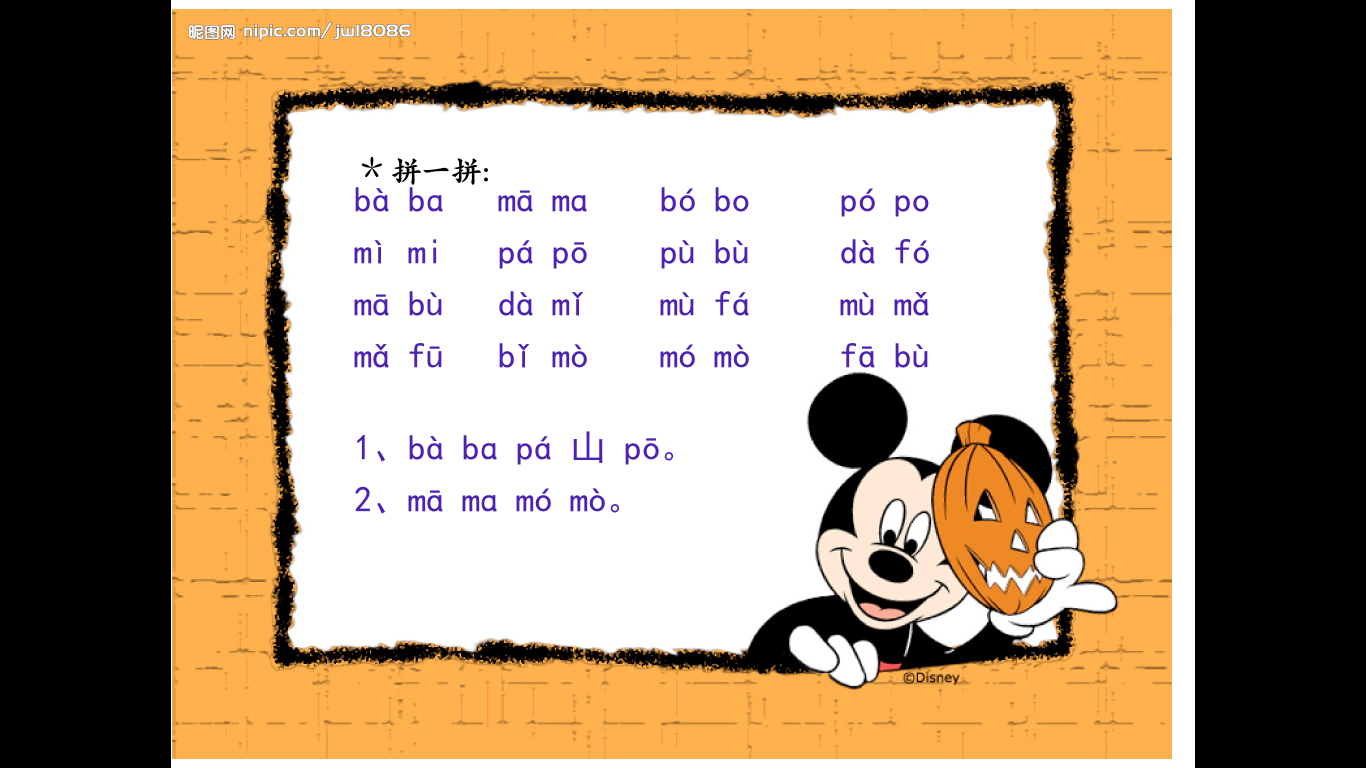 昵图网 nipic.com/jwl8086
＊拼一拼:
bà ba mā ma bó bo pó po
mì mi pá pō pù bù dà fó
mā bù dà mǐ mù fá mù mǎ
mǎ fū bǐ mò mó mò fā bù
1、bà ba pá 山 pō。
2、mā ma mó mò。
©Disney